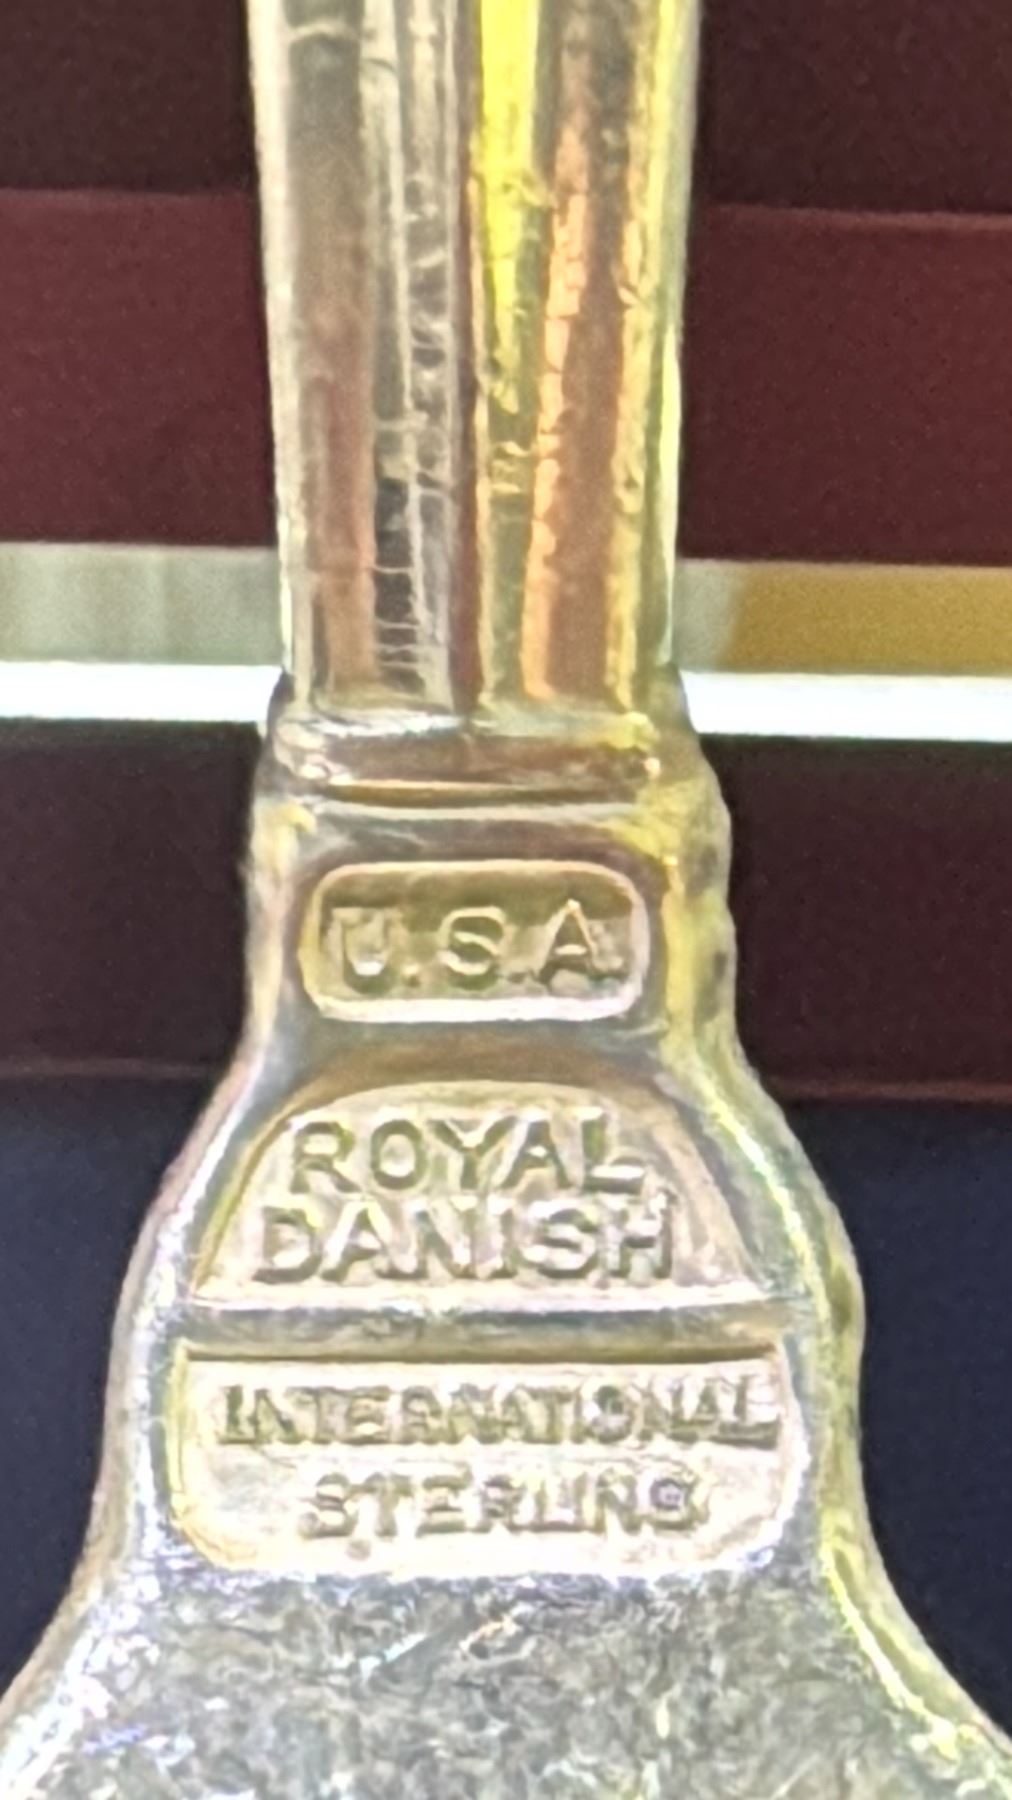 U.S.A.
ROYAL
DANISH
INTERNATIONAL
STERLING